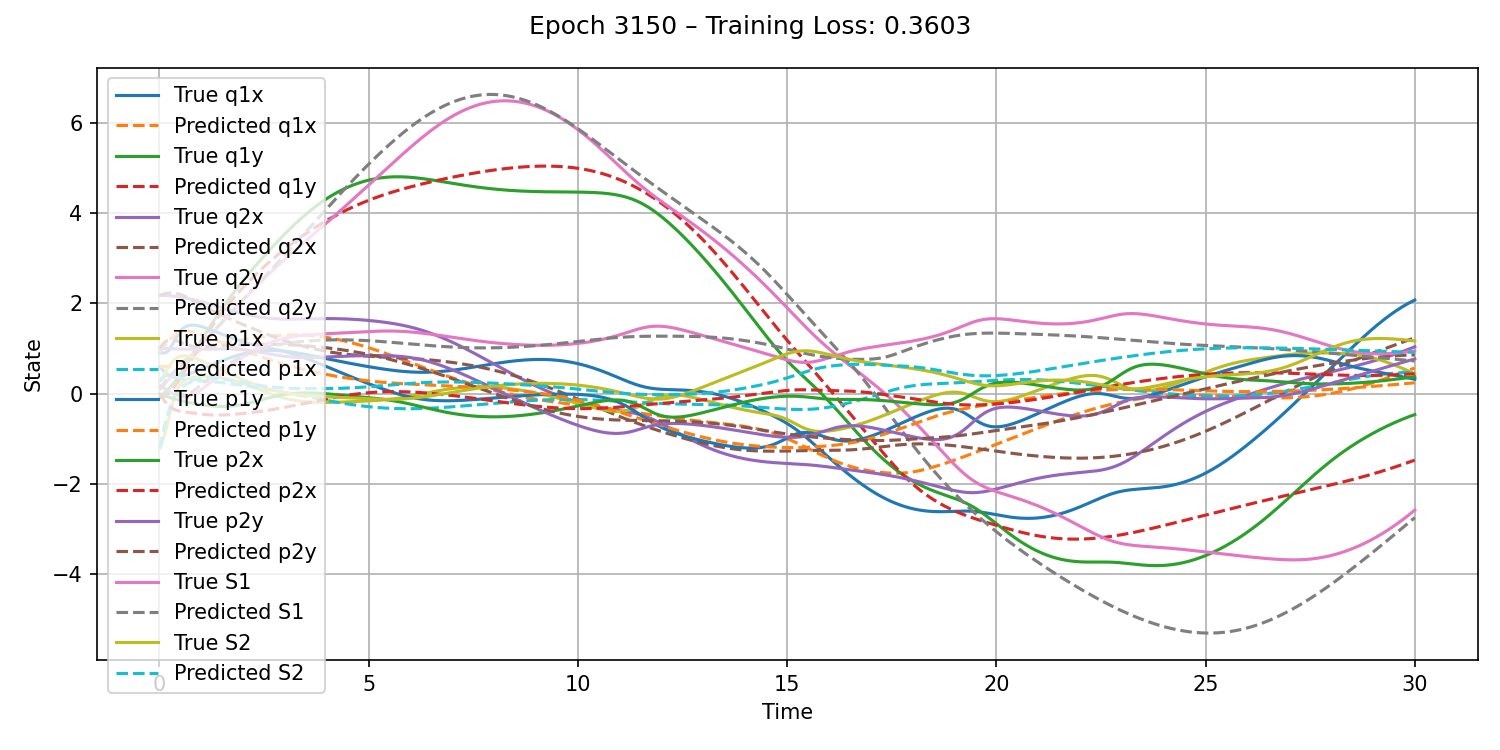 Epoch 3150 – Training Loss: 0.3603
State
6
4
2
0
−2
−4
True q1x
Predicted q1x
True q1y
Predicted q1y
True q2x
Predicted q2x
True q2y
Predicted q2y
True p1x
Predicted p1x
True p1y
Predicted p1y
True p2x
Predicted p2x
True p2y
Predicted p2y
True S1
Predicted S1
True S2
Predicted S2
0 5 10 15 20 25 30
Time